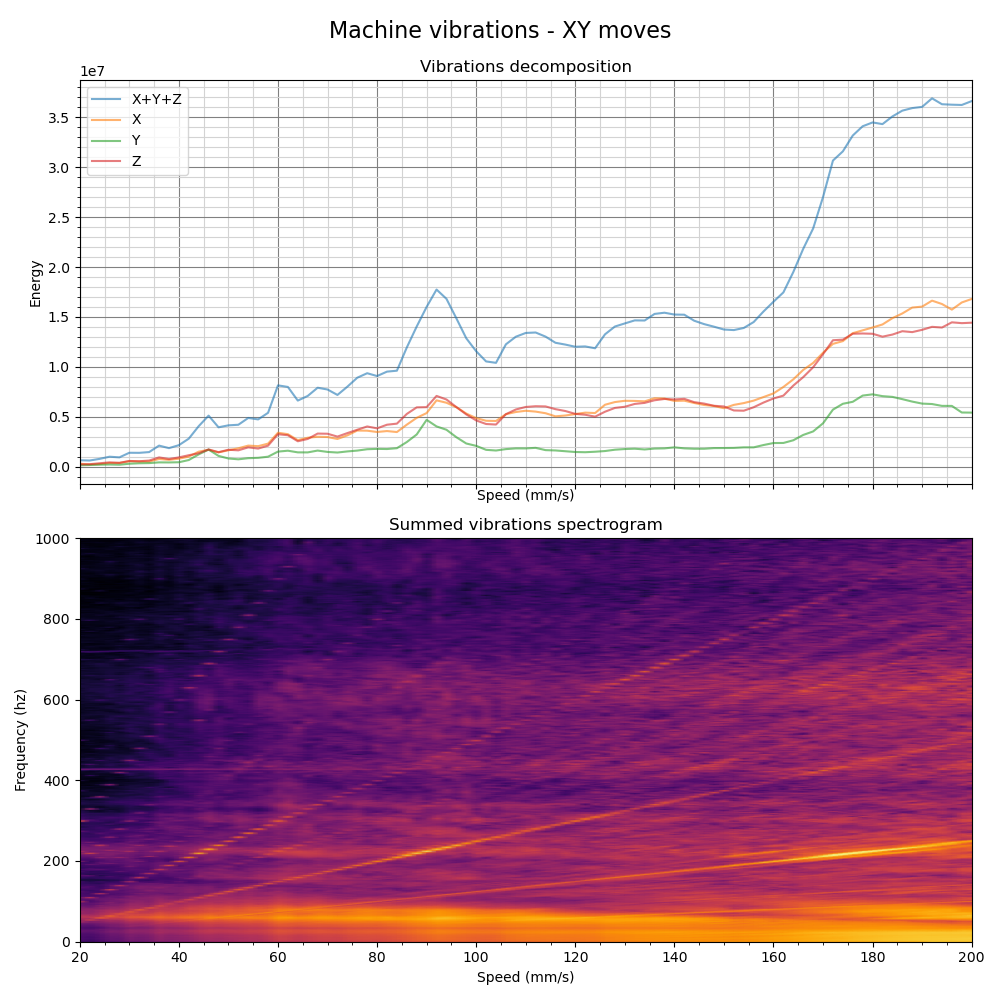 Machine vibrations - XY moves
Vibrations decomposition
1e7
X+Y+Z
X
Y
Z
3.5
3.0
2.5
2.0
1.5
1.0
0.5
0.0
Energy
Speed (mm/s)
Summed vibrations spectrogram
1000
800
600
400
200
0
Frequency (hz)
20 40 60 80 100 120 140 160 180 200
Speed (mm/s)